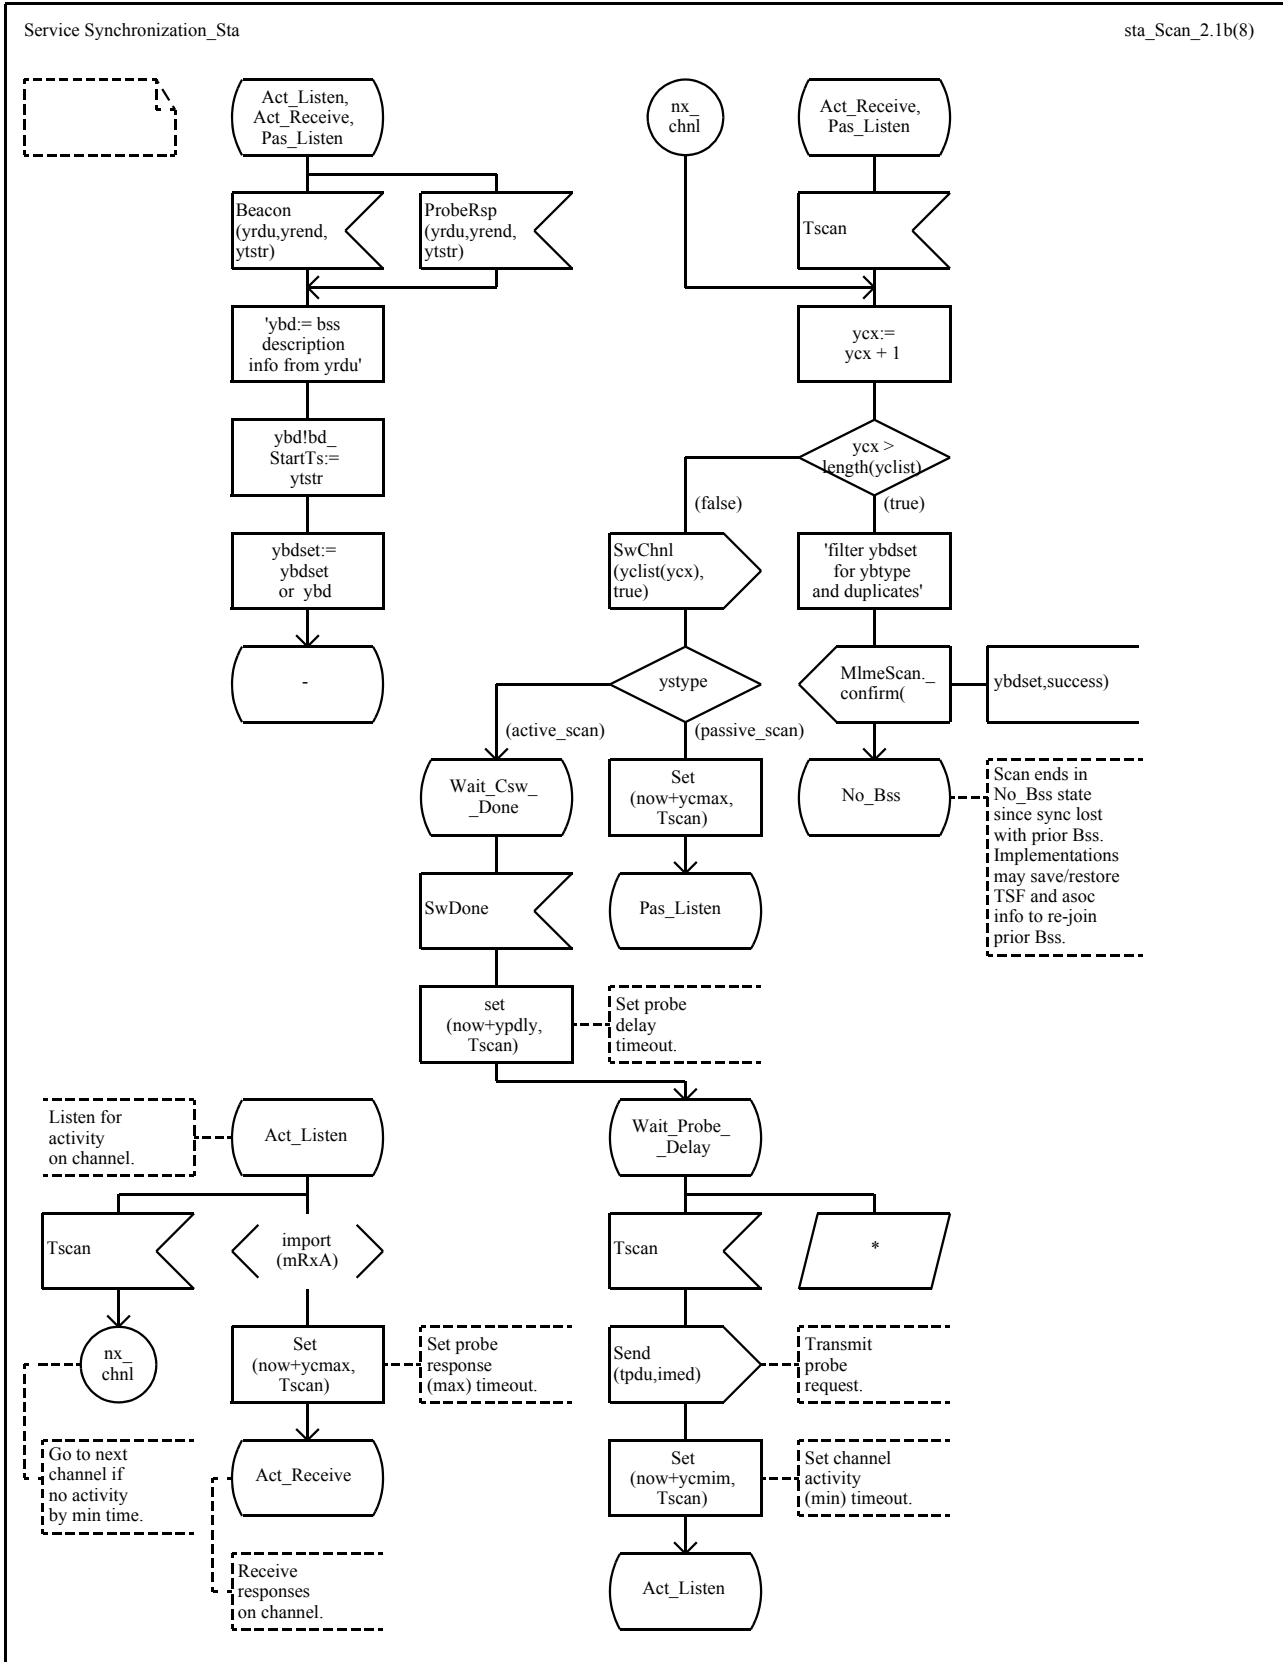 Service Synchronization_Sta
sta_Scan_2.1b(8)
Act_Listen,
Act_Receive,
Pas_Listen
nx_
chnl
Act_Receive,
Pas_Listen
Beacon
(yrdu,yrend,
ytstr)
ProbeRsp
(yrdu,yrend,
ytstr)
Tscan
'ybd:= bss
description
info from yrdu'
ycx:=
ycx + 1
ybd!bd_
StartTs:=
ytstr
ycx >
length(yclist)
(false)
(true)
ybdset:=
ybdset
or ybd
SwChnl
(yclist(ycx),
true)
'filter ybdset
for ybtype
and duplicates'
-
ystype
MlmeScan._
confirm(
ybdset,success)
(active_scan)
(passive_scan)
Wait_Csw_
_Done
Set
(now+ycmax,
Tscan)
No_Bss
Scan ends in
No_Bss state
since sync lost
with prior Bss.
Implementations
may save/restore
TSF and asoc
info to re-join
prior Bss.
SwDone
Pas_Listen
set
(now+ypdly,
Tscan)
Set probe
delay
timeout.
Listen for
activity
on channel.
Act_Listen
Wait_Probe_
_Delay
Tscan
import
(mRxA)
Tscan
*
nx_
chnl
Set
(now+ycmax,
Tscan)
Set probe
response
(max) timeout.
Send
(tpdu,imed)
Transmit
probe
request.
Go to next
channel if
no activity
by min time.
Act_Receive
Set
(now+ycmim,
Tscan)
Set channel
activity
(min) timeout.
Receive
responses
on channel.
Act_Listen